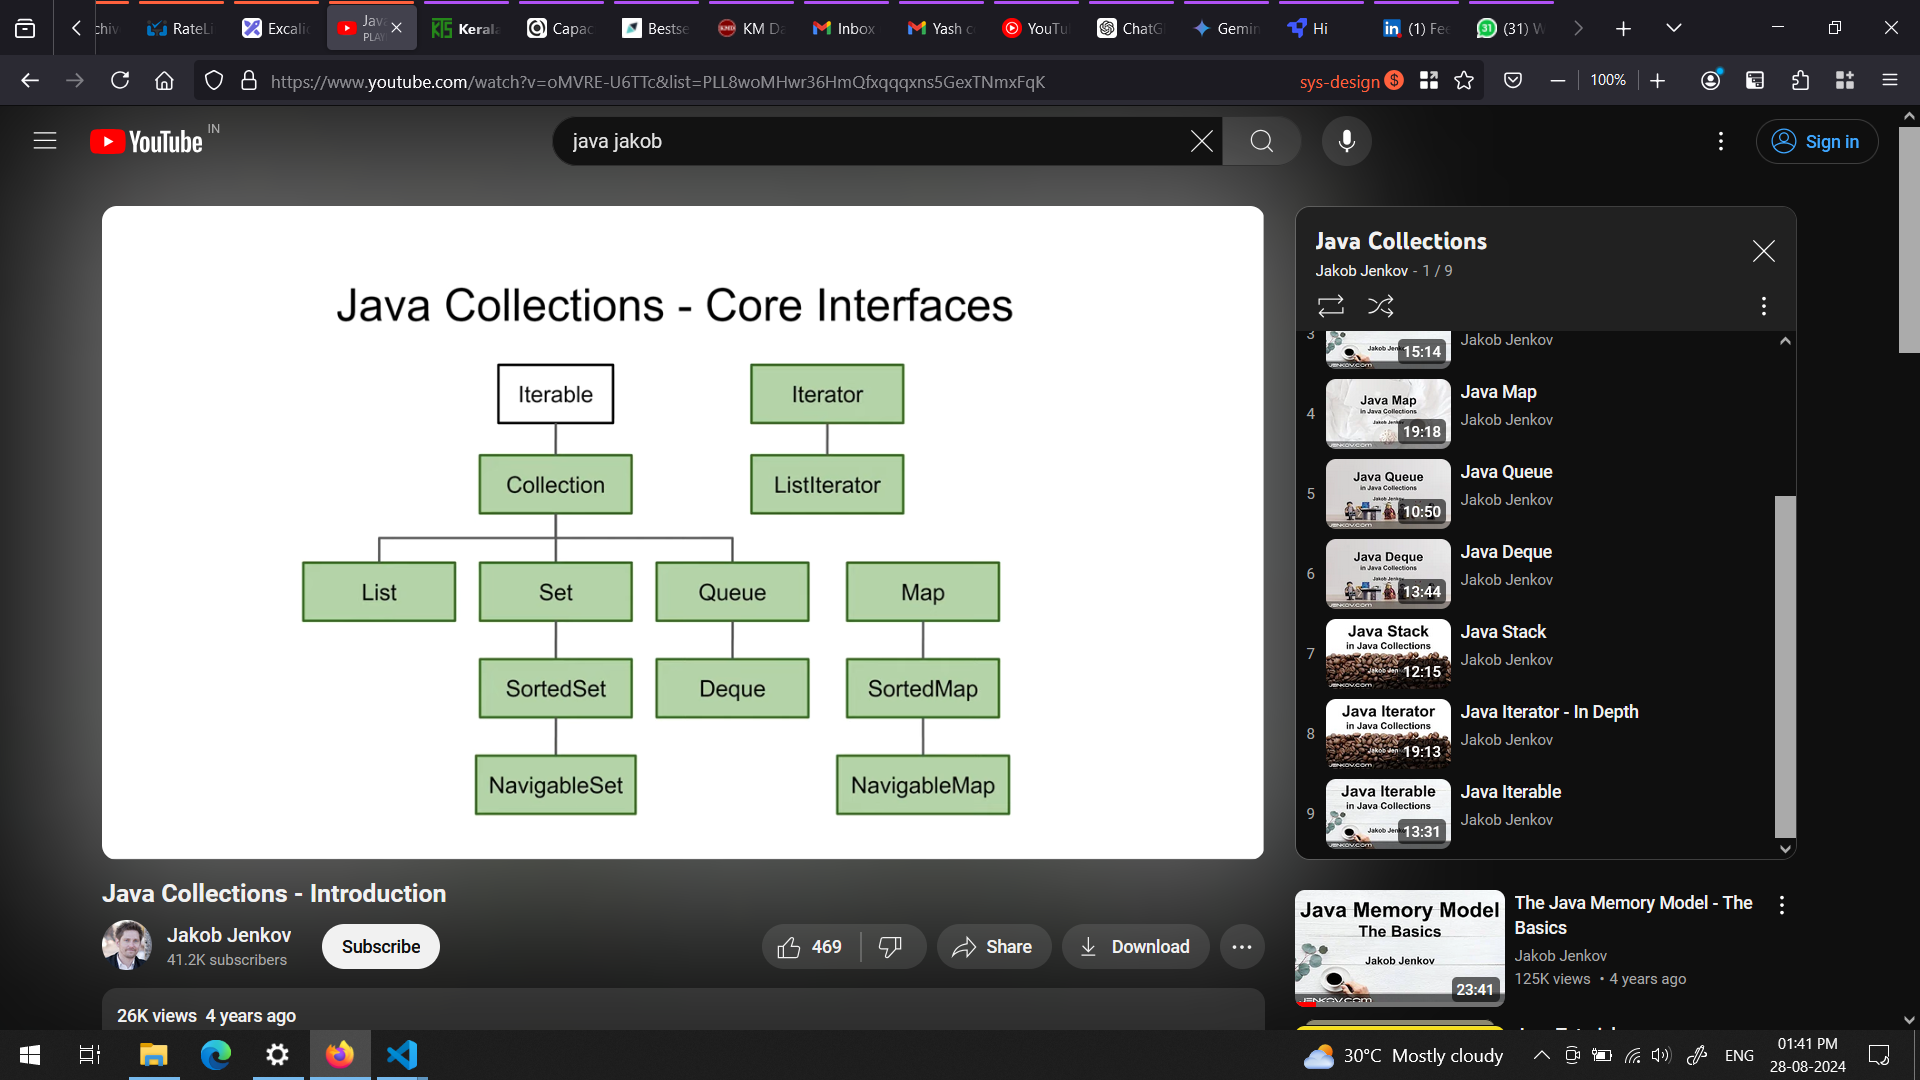 RateLi
Excalid
Java
PLAY
Kerala
Capac
Bestse
KM Da
Inbox
Yash c
YouTu
ChatG
Gemin
Hi
(1) Fee
(31) W
https://www.youtube.com/watch?v=oMVRE-U6TTc&list=PLL8woMHwr36HmQfxqqqxns5GexTNmxFqK
sys-design
100%
YouTube IN
java jakob
Sign in
Java Collections - Core Interfaces
Iterable
Iterator
Collection
ListIterator
List
Set
Queue
Map
SortedSet
Deque
SortedMap
NavigableSet
NavigableMap
Java Collections
Jakob Jenkov - 1 / 9
3
15:14
Jakob Jenkov
4
Java Map
in Java Collections
19:18
Java Map
Jakob Jenkov
5
Java Queue
in Java Collections
10:50
Java Queue
Jakob Jenkov
6
Java Deque
in Java Collections
13:44
Java Deque
Jakob Jenkov
7
Java Stack
in Java Collections
12:15
Java Stack
Jakob Jenkov
8
Java Iterator
in Java Collections
19:13
Java Iterator - In Depth
Jakob Jenkov
9
Java Iterable
in Java Collections
13:31
Java Iterable
Jakob Jenkov
Java Collections - Introduction
Jakob Jenkov
41.2K subscribers
Subscribe
469
Share
Download
26K views 4 years ago
Java Memory Model
The Basics
Jakob Jenkov
JENKOV.COM
23:41
The Java Memory Model - The
Basics
Jakob Jenkov
125K views • 4 years ago
30°C Mostly cloudy
ENG
01:41 PM
28-08-2024